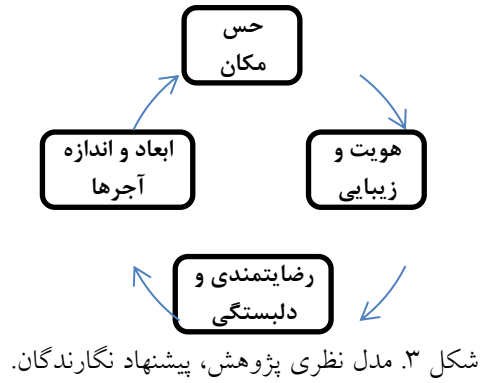 حس
مکان
هویت و
زیبایی
ابعاد و اندازه
آجرها
رضایتمندی و
دلبستگی
شکل ۳. مدل نظری پژوهش، پیشنهاد نگارندگان.